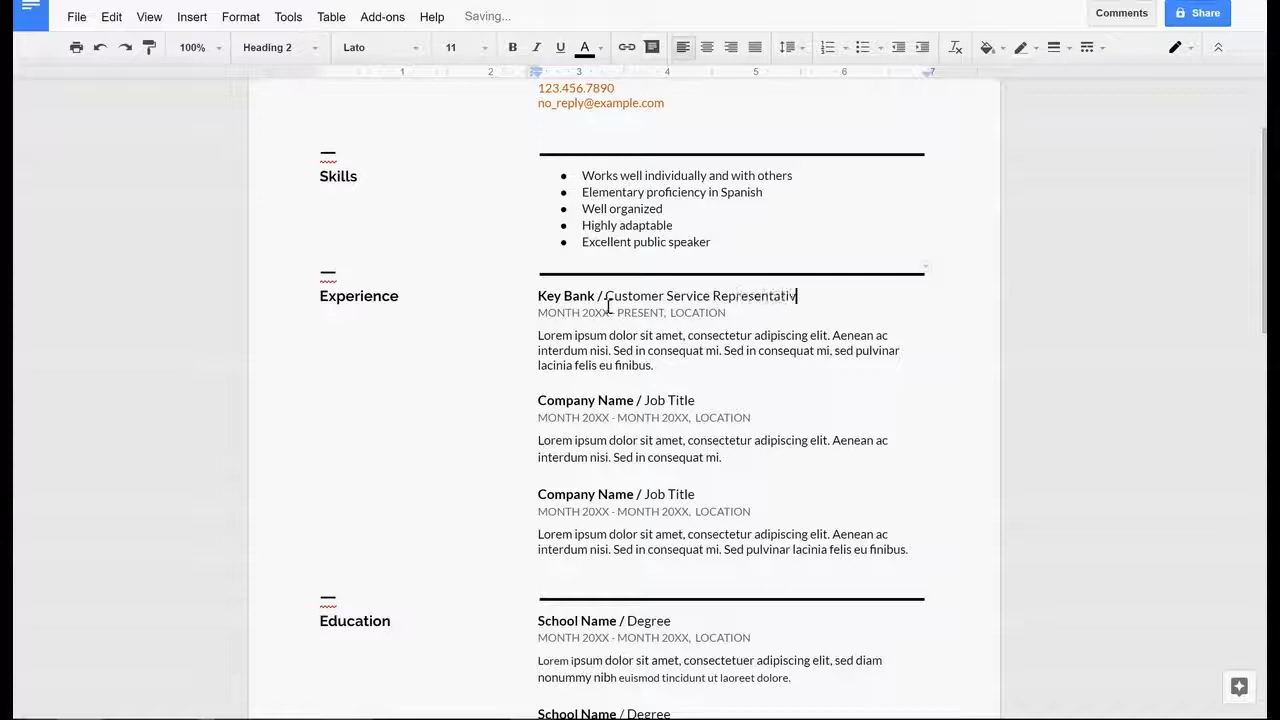 File Edit View Insert Format Tools Table Add-ons Help Saving... Comments Share
100% Heading 2 Lato 11 B I U A
1 2 3 4 5 6 7
123.456.7890
no_reply@example.com
Skills
● Works well individually and with others
● Elementary proficiency in Spanish
● Well organized
● Highly adaptable
● Excellent public speaker
Experience
Key Bank / Customer Service Representativ
MONTH 20XX - PRESENT, LOCATION
Lorem ipsum dolor sit amet, consectetur adipiscing elit. Aenean ac
interdum nisi. Sed in consequat mi. Sed in consequat mi, sed pulvinar
lacinia felis eu finibus.
Company Name / Job Title
MONTH 20XX - MONTH 20XX, LOCATION
Lorem ipsum dolor sit amet, consectetur adipiscing elit. Aenean ac
interdum nisi. Sed in consequat mi.
Company Name / Job Title
MONTH 20XX - MONTH 20XX, LOCATION
Lorem ipsum dolor sit amet, consectetur adipiscing elit. Aenean ac
interdum nisi. Sed in consequat mi. Sed pulvinar lacinia felis eu finibus.
Education
School Name / Degree
MONTH 20XX - MONTH 20XX, LOCATION
Lorem ipsum dolor sit amet, consectetuer adipiscing elit, sed diam
nonummy nibh euismod tincidunt ut laoreet dolore.
School Name / Degree